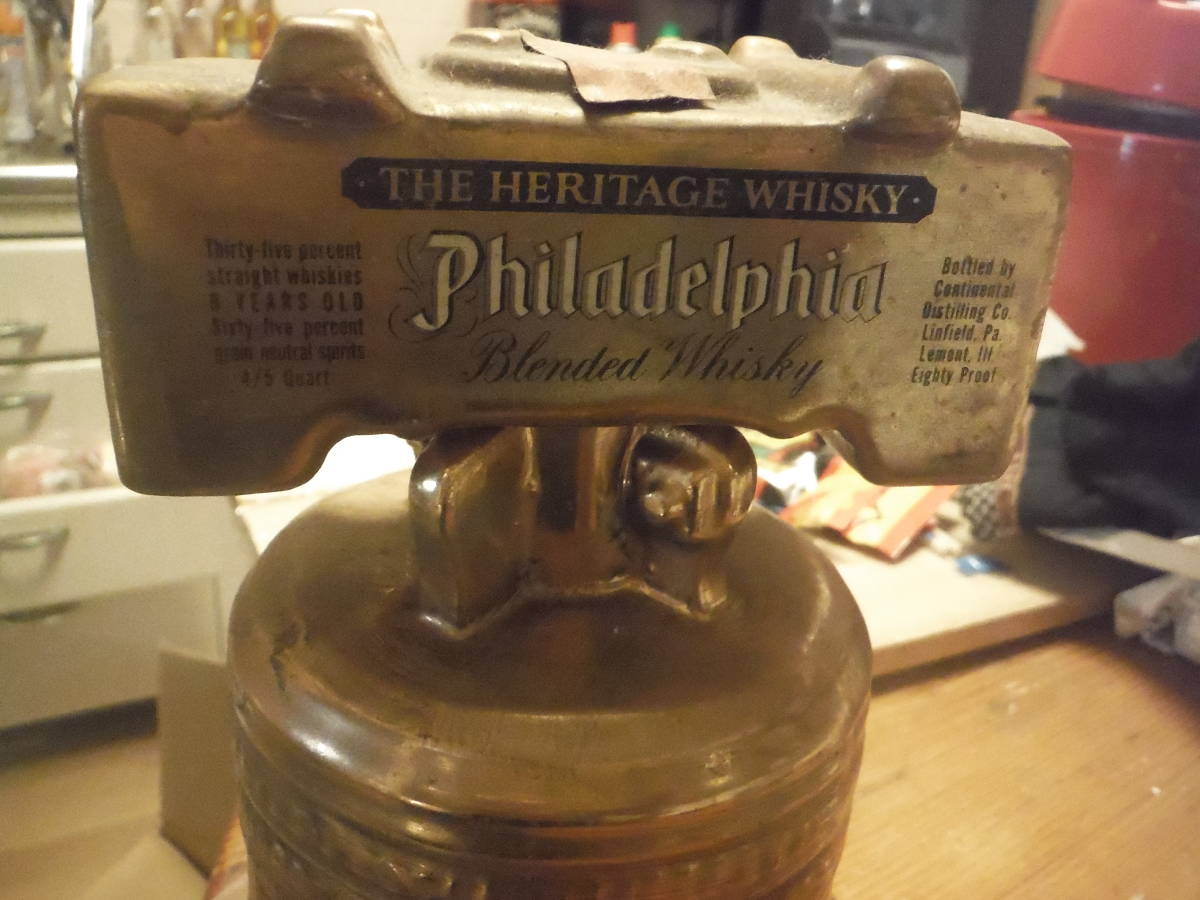 THE HERITAGE WHISKY
Philadelphia
Blended Whisky
Thirty-five percent
straight whiskies
8 YEARS OLD
Sixty-five percent
grain neutral spirits
4/5 Quart
Bottled by
Continental
Distilling Co.
Linfield, Pa.
Lemont, Ill
Eighty Proof